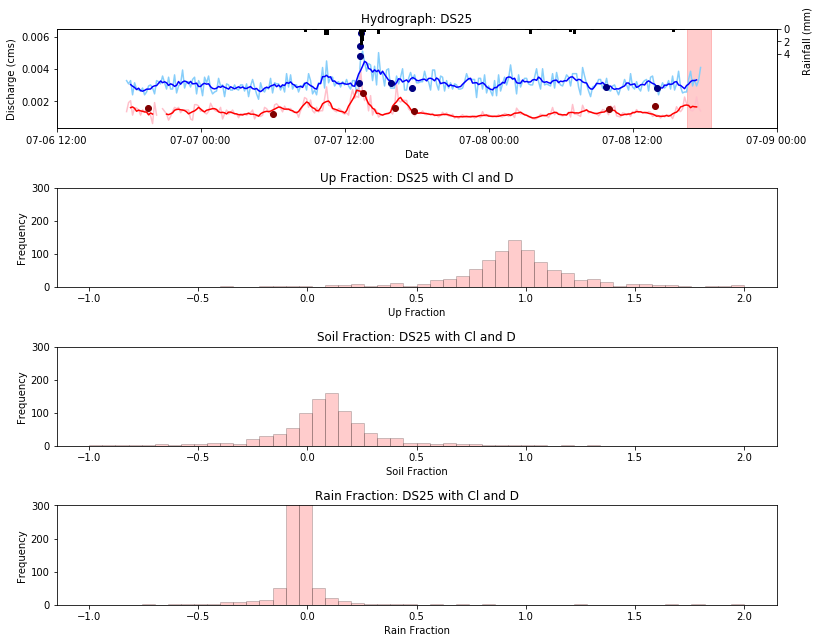 Hydrograph: DS25
0.006
0.004
0.002
Discharge (cms)
0
2
4
Rainfall (mm)
07-06 12:00 07-07 00:00 07-07 12:00 07-08 00:00 07-08 12:00 07-09 00:00
Date
Up Fraction: DS25 with Cl and D
300
200
100
0
Frequency
−1.0 −0.5 0.0 0.5 1.0 1.5 2.0
Up Fraction
Soil Fraction: DS25 with Cl and D
300
200
100
0
Frequency
−1.0 −0.5 0.0 0.5 1.0 1.5 2.0
Soil Fraction
Rain Fraction: DS25 with Cl and D
300
200
100
0
Frequency
−1.0 −0.5 0.0 0.5 1.0 1.5 2.0
Rain Fraction